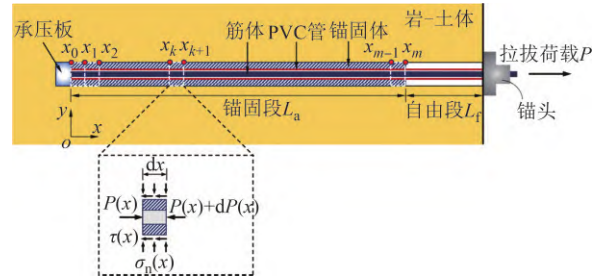 岩-土体
承压板
筋体 PVC管 锚固体
x₀ x₁ x₂ xₖ xₖ₊₁ xₘ₋₁ xₘ
拉拔荷载P
锚固段Lₐ
自由段L_f
锚头
y
o
x
dx
P(x)
P(x)+dP(x)
τ(x)
σₙ(x)